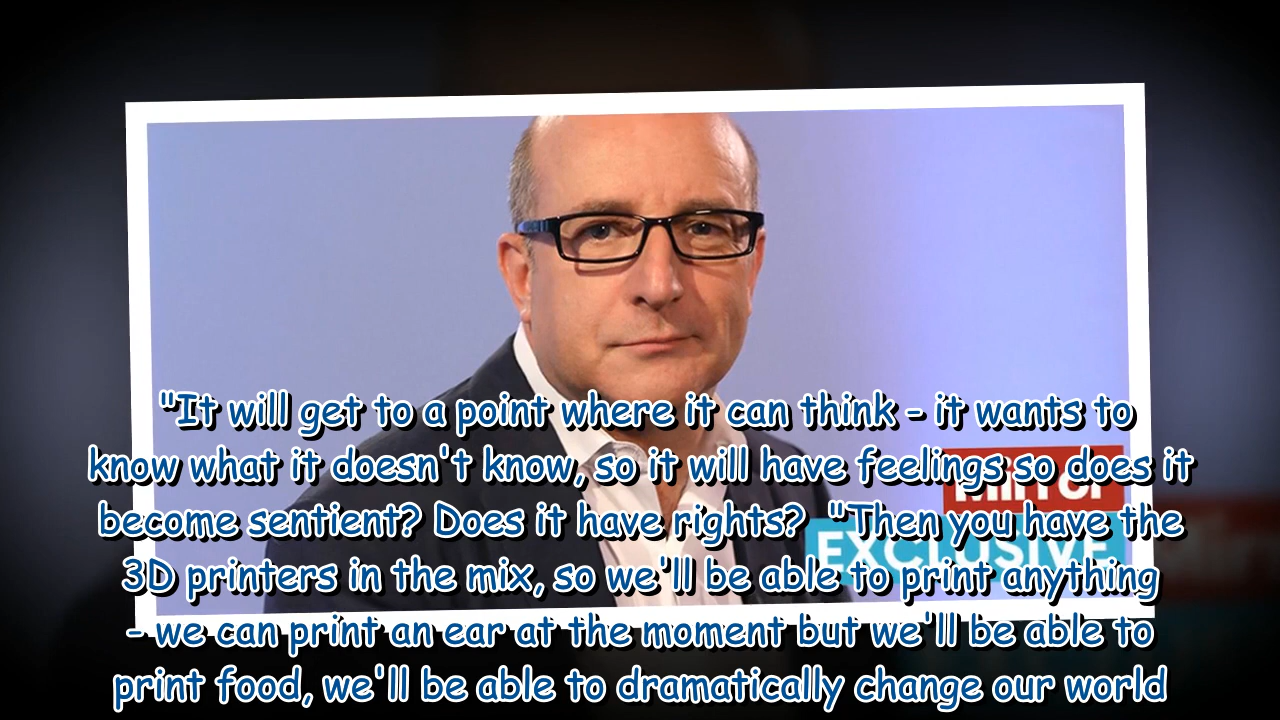 "It will get to a point where it can think - it wants to
know what it doesn't know, so it will have feelings so does it
Mirror
become sentient? Does it have rights?  "Then you have the
EXCLUSIVE
3D printers in the mix, so we'll be able to print anything
- we can print an ear at the moment but we'll be able to
print food, we'll be able to dramatically change our world